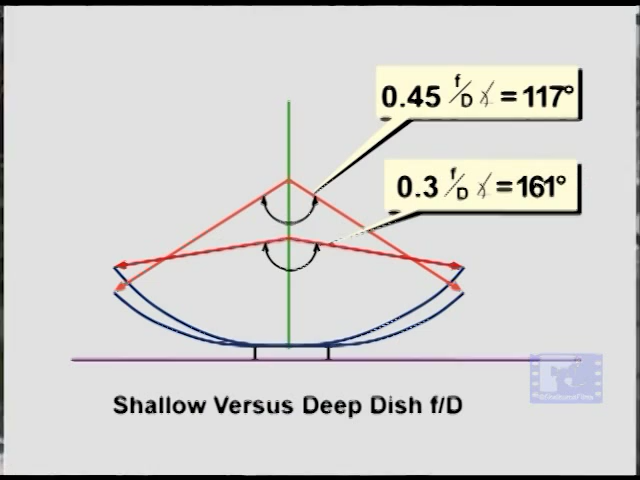 0.45 f/D ∠ = 117°
0.3 f/D ∠ = 161°
Shallow Versus Deep Dish f/D